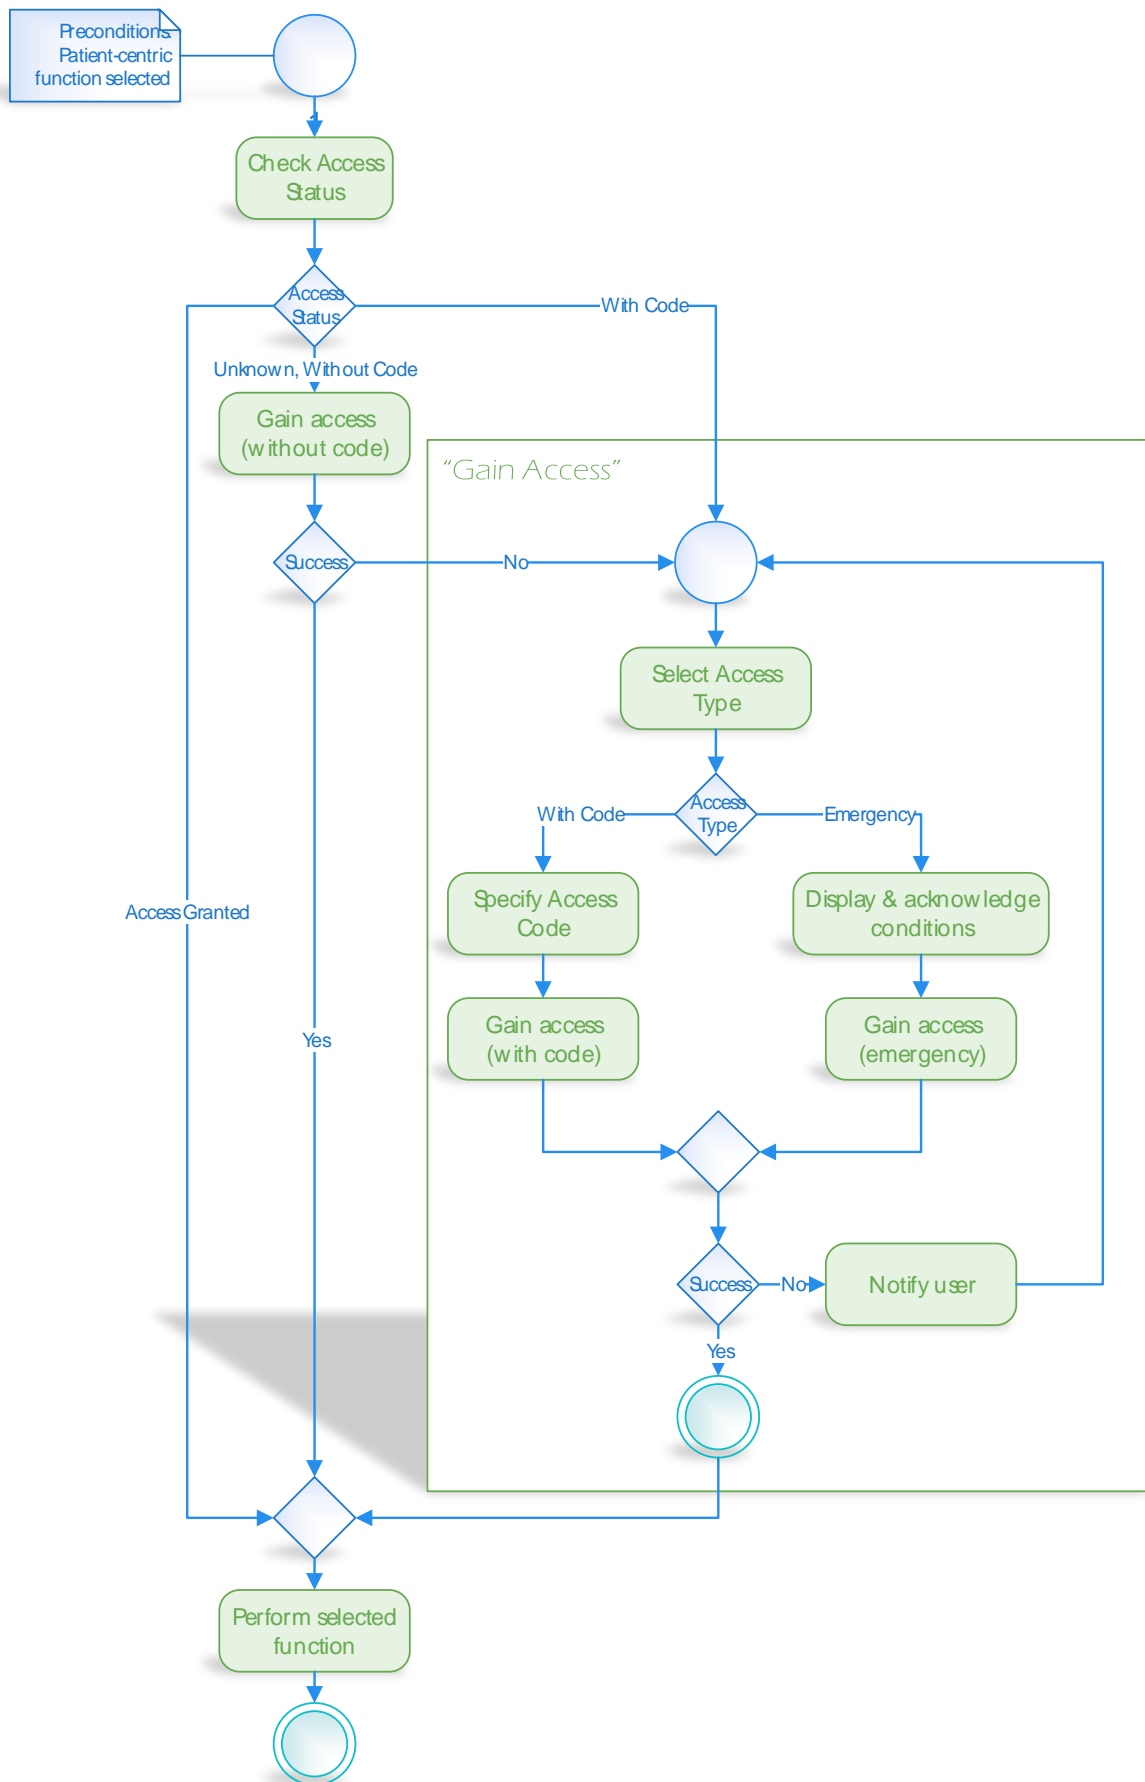 Preconditions:
Patient-centric
function selected
1
Check Access
Status
Access
Status
With Code
Unknown, Without Code
Gain access
(without code)
“Gain Access”
Success
No
Select Access
Type
Access
Type
With Code
Emergency
Specify Access
Code
Display & acknowledge
conditions
Access Granted
Gain access
(with code)
Gain access
(emergency)
Yes
Success
No
Notify user
Yes
Perform selected
function